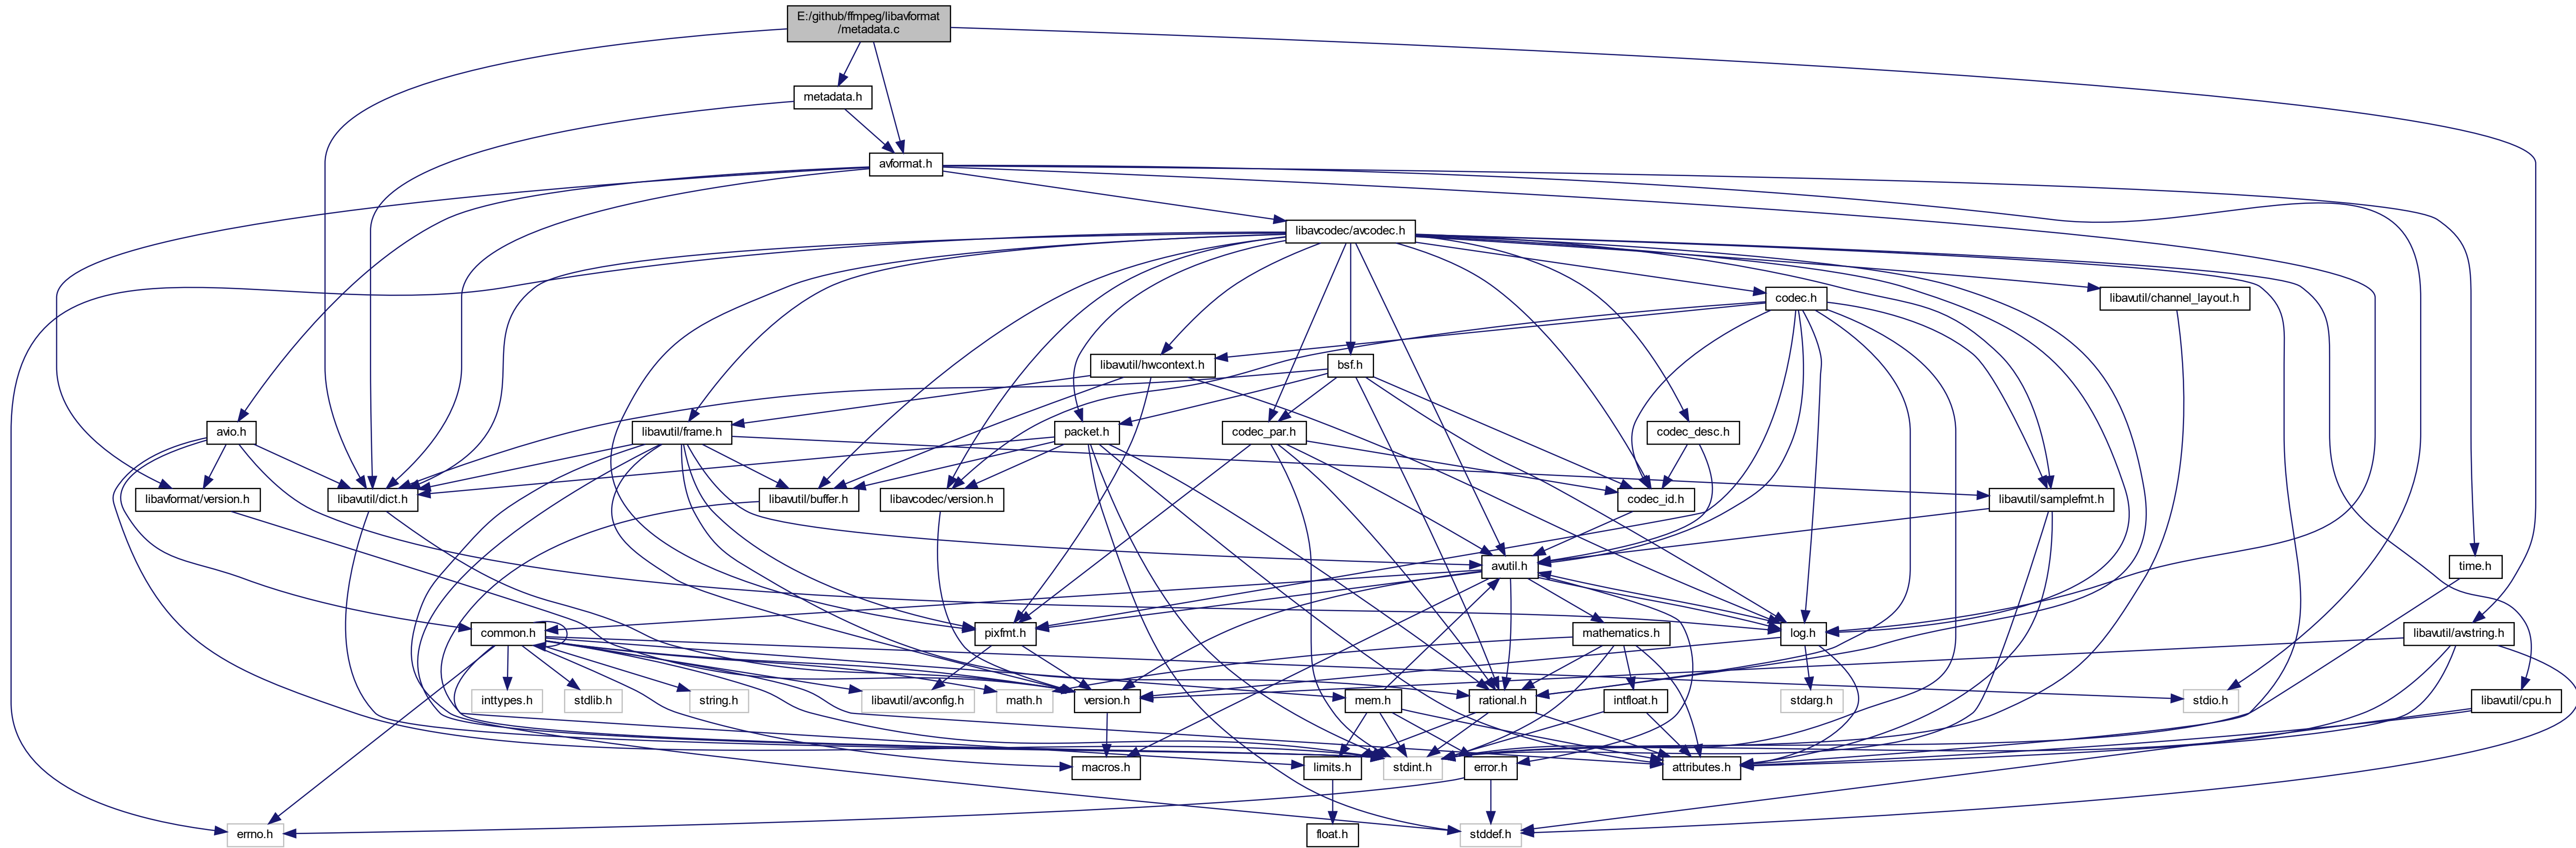 E:/github/ffmpeg/libavformat
/metadata.c
metadata.h
avformat.h
libavcodec/avcodec.h
codec.h
libavutil/channel_layout.h
libavutil/hwcontext.h
bsf.h
avio.h
libavutil/frame.h
packet.h
codec_par.h
codec_desc.h
libavformat/version.h
libavutil/dict.h
libavutil/buffer.h
libavcodec/version.h
codec_id.h
libavutil/samplefmt.h
avutil.h
time.h
common.h
pixfmt.h
mathematics.h
log.h
libavutil/avstring.h
inttypes.h
stdlib.h
string.h
libavutil/avconfig.h
math.h
version.h
mem.h
rational.h
intfloat.h
stdarg.h
stdio.h
libavutil/cpu.h
macros.h
limits.h
stdint.h
error.h
attributes.h
errno.h
float.h
stddef.h